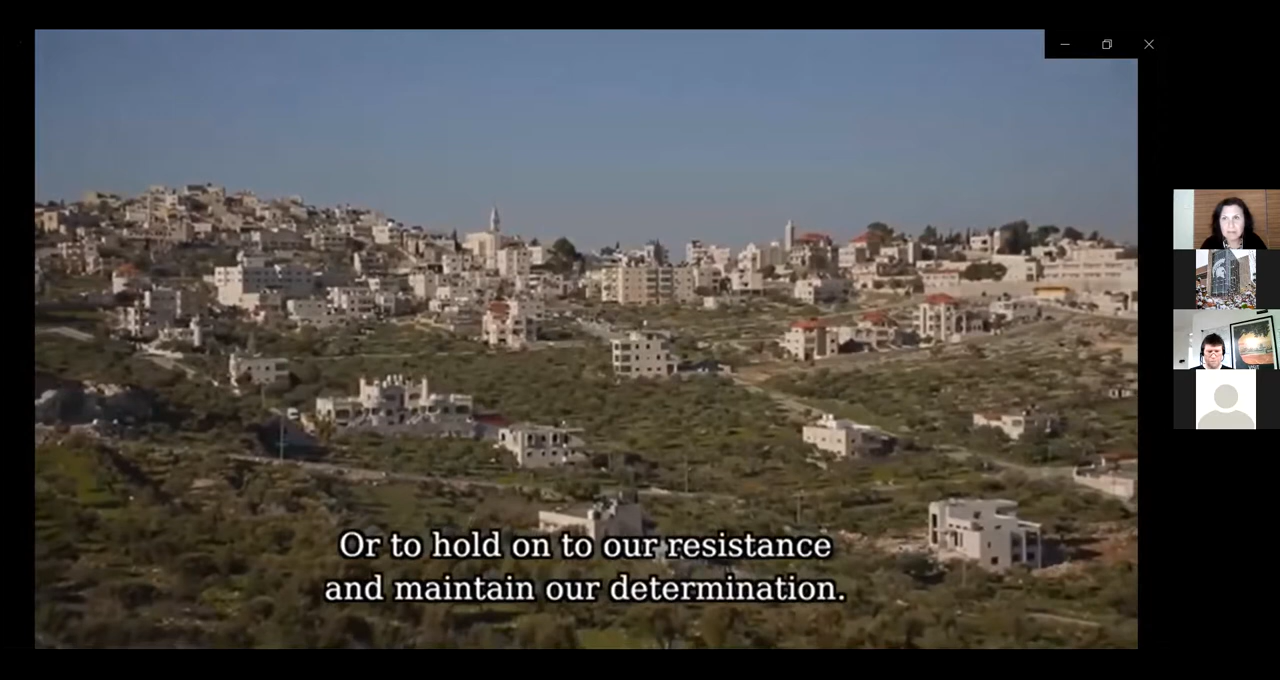 Or to hold on to our resistance
and maintain our determination.